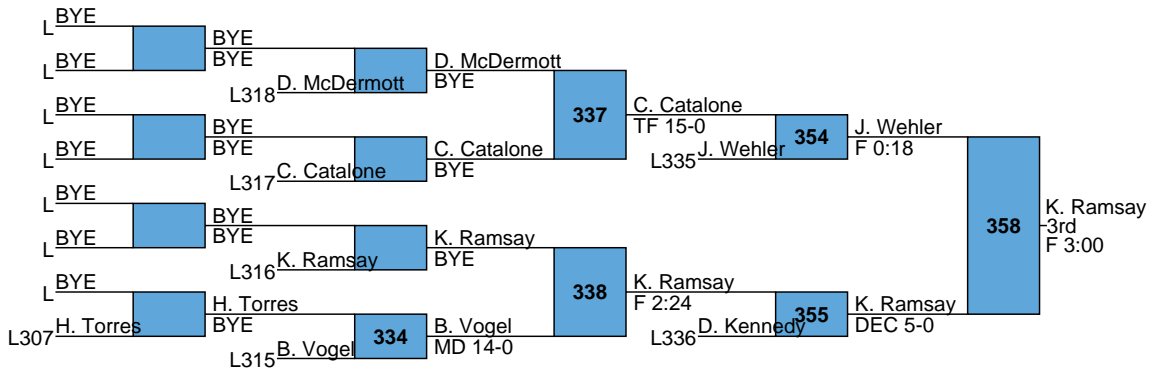 L BYE
L BYE
BYE
BYE
L318 D. McDermott
D. McDermott
BYE
L BYE
L BYE
BYE
BYE
L317 C. Catalone
C. Catalone
BYE
337
C. Catalone
TF 15-0
L335 J. Wehler
354
J. Wehler
F 0:18
L BYE
L BYE
BYE
BYE
L316 K. Ramsay
K. Ramsay
BYE
L BYE
L307 H. Torres
H. Torres
BYE
L315 B. Vogel
334
B. Vogel
MD 14-0
338
K. Ramsay
F 2:24
L336 D. Kennedy
355
K. Ramsay
DEC 5-0
358
K. Ramsay
3rd
F 3:00